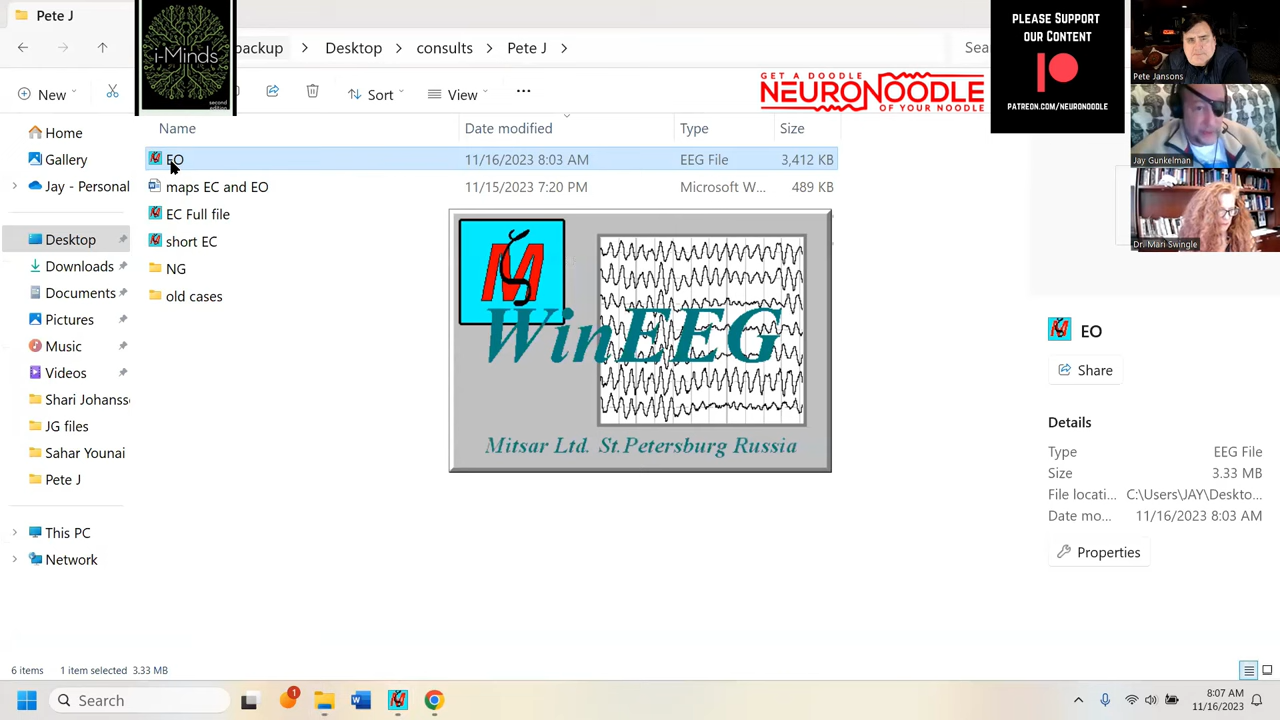 Pete J
i-Minds
second
edition
backup > Desktop > consults > Pete J >
Sea
PLEASE SUPPORT
OUR CONTENT
PATREON.COM/NEURONOODLE
Pete Jansons
Jay Gunkelman
Dr. Mari Swingle
GET A DOODLE
NEURONOODLE
OF YOUR NOODLE
New
Sort
View
Name
Date modified
Type
Size
EO
11/16/2023 8:03 AM
EEG File
3,412 KB
maps EC and EO
11/15/2023 7:20 PM
Microsoft W...
489 KB
EC Full file
short EC
NG
old cases
Home
Gallery
Jay - Personal
Desktop
Downloads
Documents
Pictures
Music
Videos
Shari Johanss
JG files
Sahar Younai
Pete J
This PC
Network
M
WinEEG
Mitsar Ltd. St.Petersburg Russia
EO
Share
Details
Type EEG File
Size 3.33 MB
File locati... C:\Users\JAY\Deskto...
Date mo... 11/16/2023 8:03 AM
Properties
6 items 1 item selected 3.33 MB
Search
1
W
8:07 AM
11/16/2023